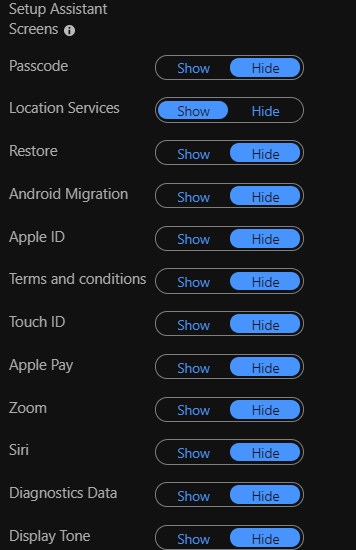 Setup Assistant
Screens
Passcode Show Hide
Location Services Show Hide
Restore Show Hide
Android Migration Show Hide
Apple ID Show Hide
Terms and conditions Show Hide
Touch ID Show Hide
Apple Pay Show Hide
Zoom Show Hide
Siri Show Hide
Diagnostics Data Show Hide
Display Tone Show Hide